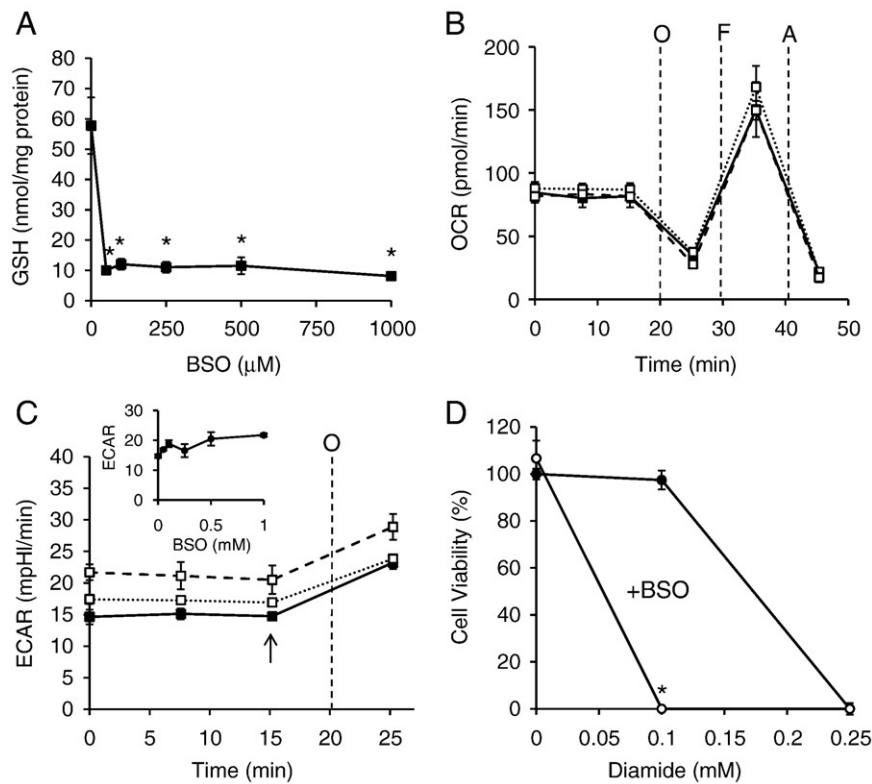 A
GSH (nmol/mg protein)
80
70
60
50
40
30
20
10
0
* * * * *
0 250 500 750 1000
BSO (μM)
B
OCR (pmol/min)
O F A
200
150
100
50
0
0 10 20 30 40 50
Time (min)
C
ECAR (mpHl/min)
40
35
30
25
20
15
10
5
0
O
0 5 10 15 20 25
Time (min)
ECAR
30
20
10
0
0 0.5 1
BSO (mM)
D
Cell Viability (%)
120
100
80
60
40
20
0
+BSO
*
0 0.05 0.1 0.15 0.2 0.25
Diamide (mM)